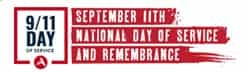 9/11
DAY
OF SERVICE
SEPTEMBER 11TH
NATIONAL DAY OF SERVICE
AND REMEMBRANCE